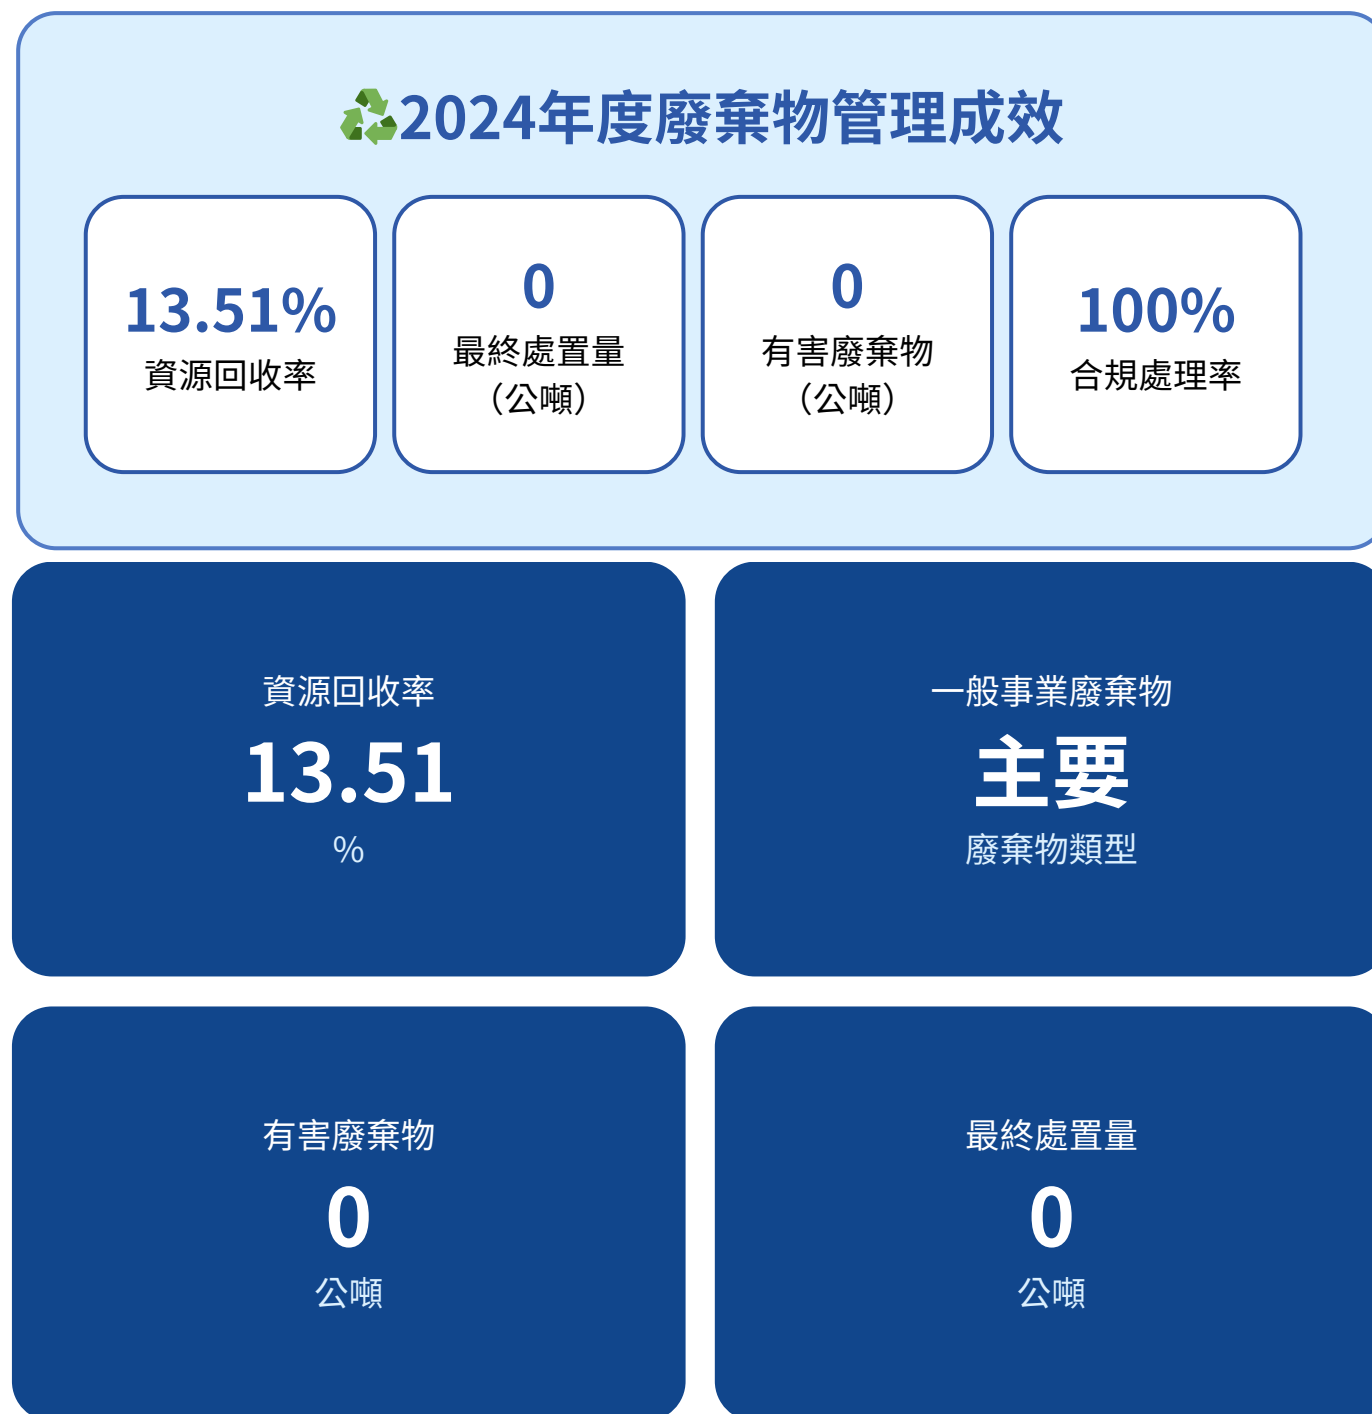 ♻2024年度廢棄物管理成效
13.51%
資源回收率
0
最終處置量
（公噸）
0
有害廢棄物
（公噸）
100%
合規處理率
資源回收率
13.51
%
一般事業廢棄物
主要
廢棄物類型
有害廢棄物
0
公噸
最終處置量
0
公噸